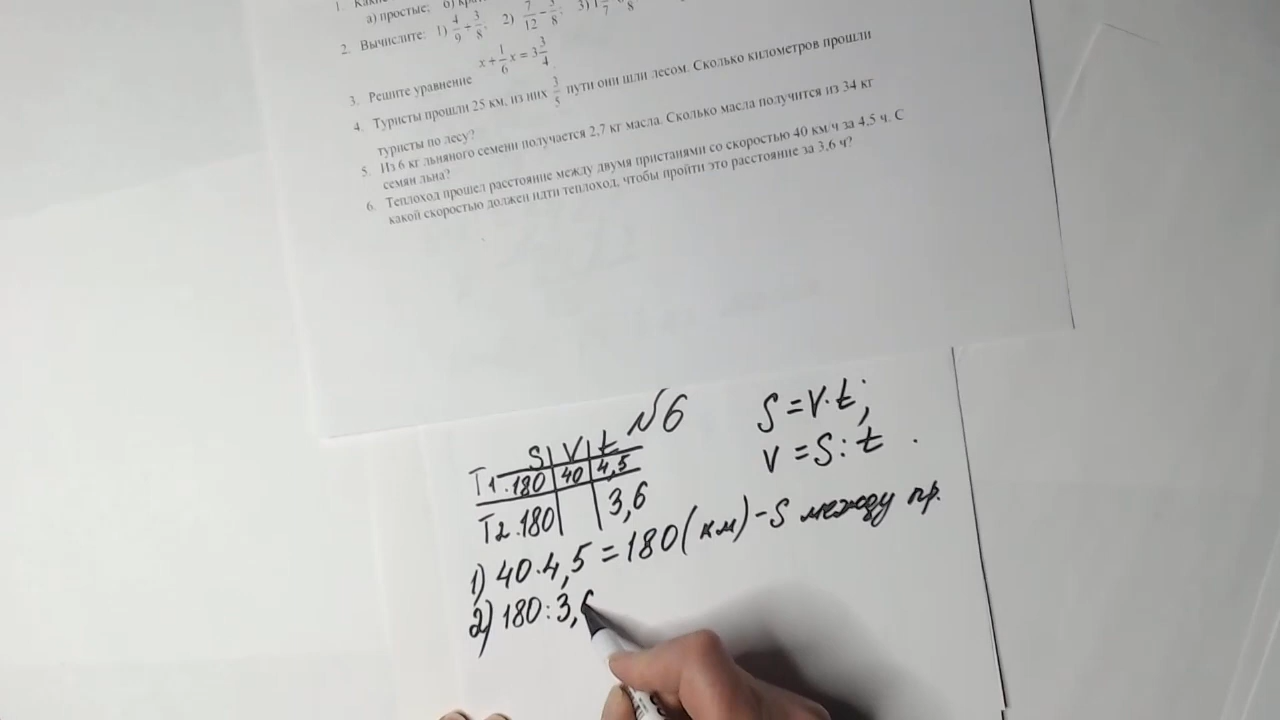 1. Какие
а) простые; б)
2. Вычислите: 1) 4/9 + 3/8; 2) 7/12 − 3/8; 3)
3. Решите уравнение x + 1/6 x = 3 3/4
4. Туристы прошли 25 км, из них 3/5 пути они шли лесом. Сколько километров прошли
туристы по лесу?
5. Из 6 кг льняного семени получается 2,7 кг масла. Сколько масла получится из 34 кг
семян льна?
6. Теплоход прошел расстояние между двумя пристанями со скоростью 40 км/ч за 4,5 ч. С
какой скоростью должен идти теплоход, чтобы пройти это расстояние за 3,6 ч?
№6
S = V·t;
V = S : t
S V t
T1. 180 40 4,5
T2. 180 3,6
1) 40·4,5 = 180 (км) - S между пр.
2) 180 : 3,6